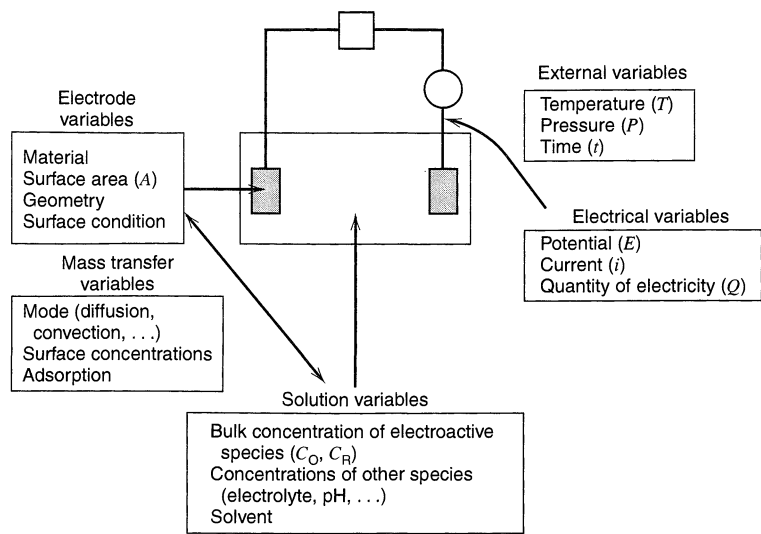 External variables
Temperature (T)
Pressure (P)
Time (t)
Electrode
variables
Material
Surface area (A)
Geometry
Surface condition
Electrical variables
Potential (E)
Current (i)
Quantity of electricity (Q)
Mass transfer
variables
Mode (diffusion,
convection, . . .)
Surface concentrations
Adsorption
Solution variables
Bulk concentration of electroactive
species (C_O, C_R)
Concentrations of other species
(electrolyte, pH, . . .)
Solvent